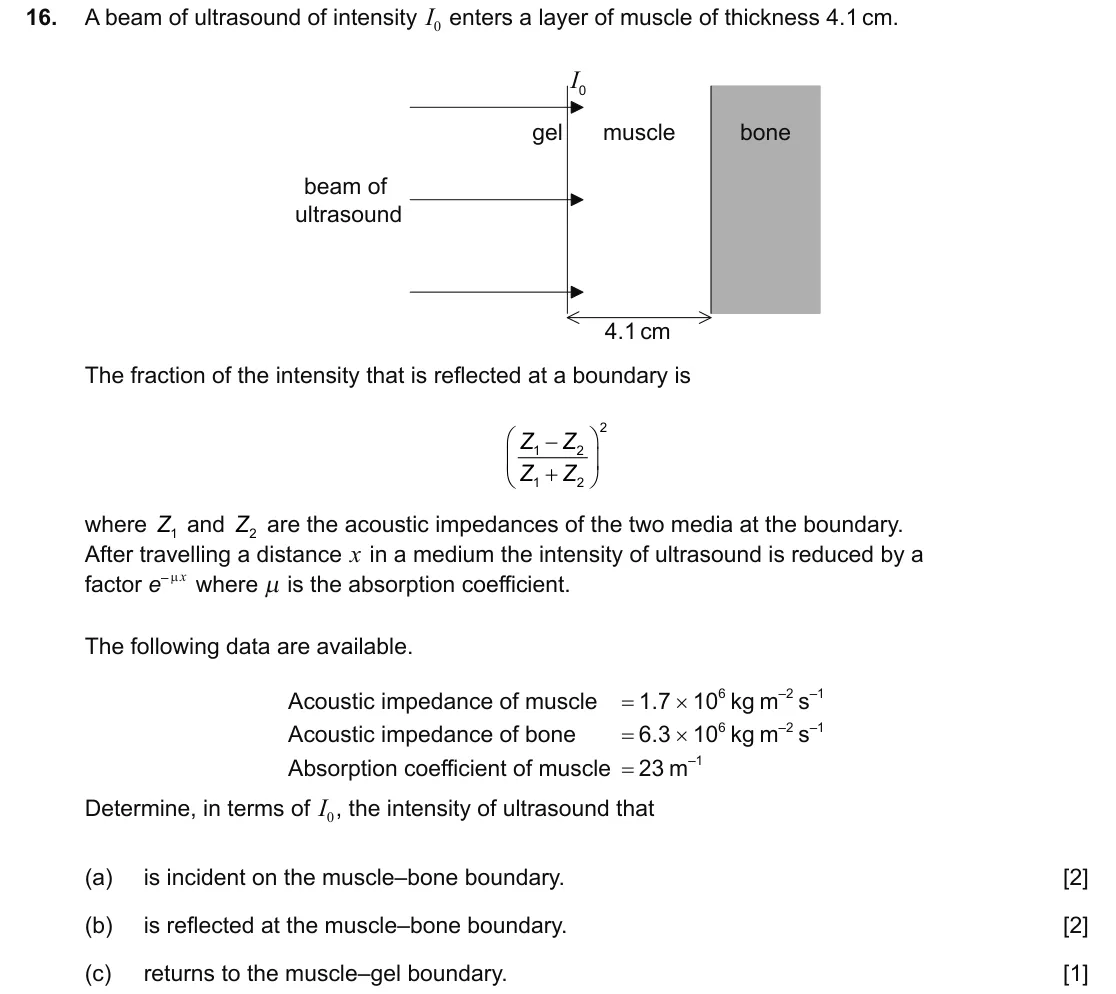 16. A beam of ultrasound of intensity I₀ enters a layer of muscle of thickness 4.1 cm.
I₀
gel muscle bone
beam of
ultrasound
4.1 cm
The fraction of the intensity that is reflected at a boundary is
((Z₁ − Z₂) / (Z₁ + Z₂))²
where Z₁ and Z₂ are the acoustic impedances of the two media at the boundary.
After travelling a distance x in a medium the intensity of ultrasound is reduced by a
factor e^−µx where µ is the absorption coefficient.
The following data are available.
Acoustic impedance of muscle = 1.7 × 10⁶ kg m⁻² s⁻¹
Acoustic impedance of bone = 6.3 × 10⁶ kg m⁻² s⁻¹
Absorption coefficient of muscle = 23 m⁻¹
Determine, in terms of I₀, the intensity of ultrasound that
(a) is incident on the muscle–bone boundary. [2]
(b) is reflected at the muscle–bone boundary. [2]
(c) returns to the muscle–gel boundary. [1]